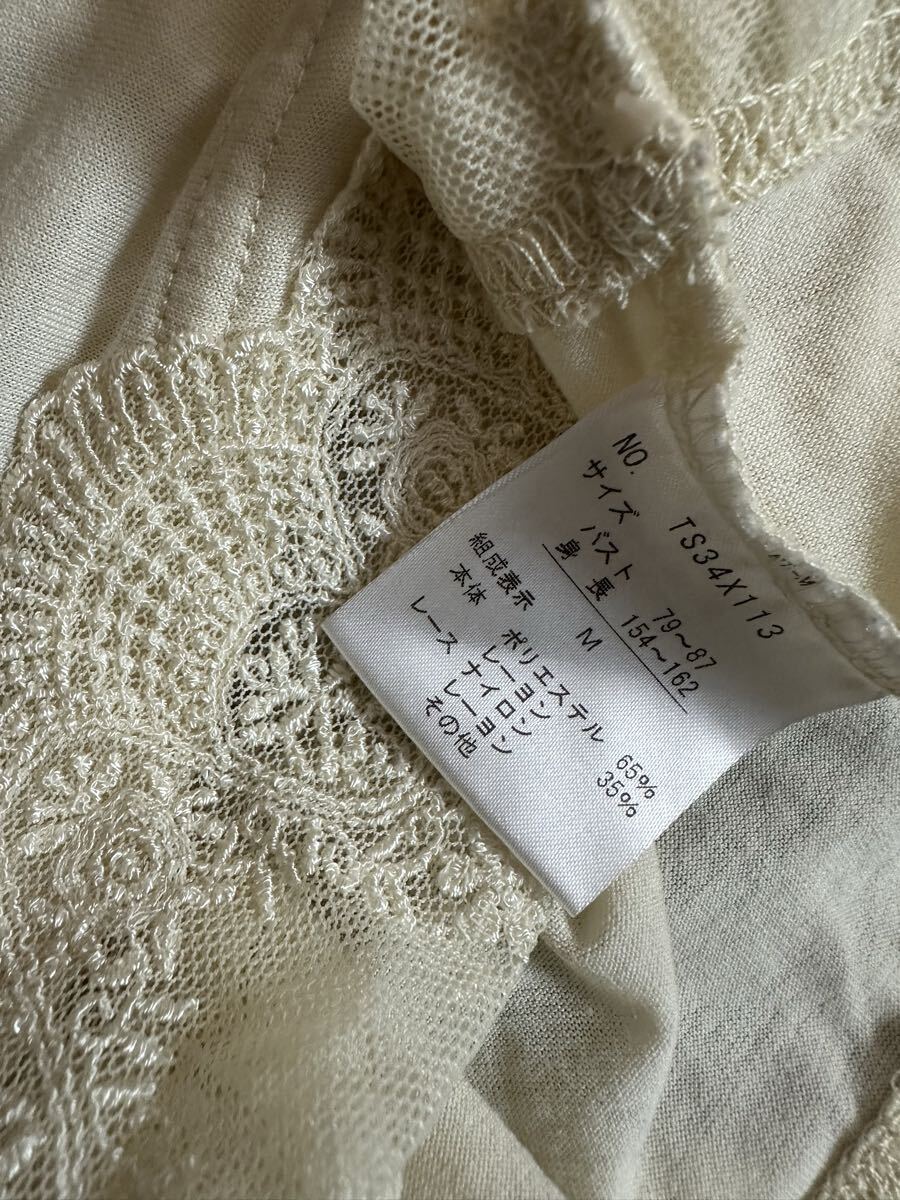 NO. TS34X113
サイズ バスト 79~87
身 長 154~162
M
組成表示
本体 ポリエステル 65%
レーヨン 35%
レース ナイロン
レーヨン
その他